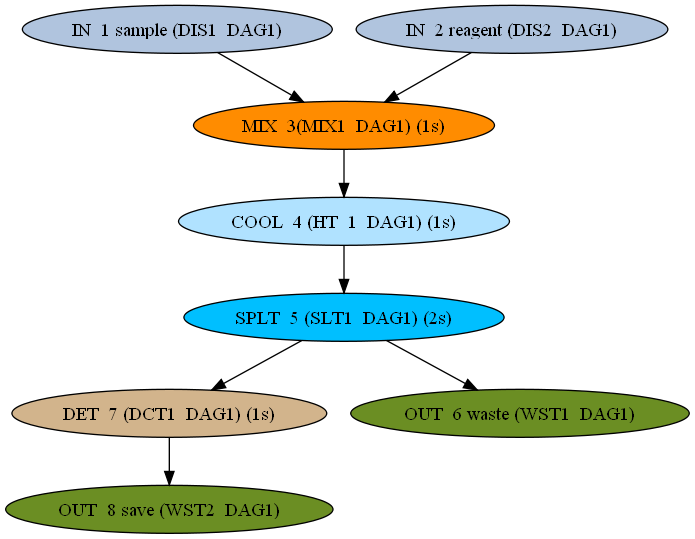 IN 1 sample (DIS1 DAG1)
IN 2 reagent (DIS2 DAG1)
MIX 3(MIX1 DAG1) (1s)
COOL 4 (HT 1 DAG1) (1s)
SPLT 5 (SLT1 DAG1) (2s)
DET 7 (DCT1 DAG1) (1s)
OUT 6 waste (WST1 DAG1)
OUT 8 save (WST2 DAG1)